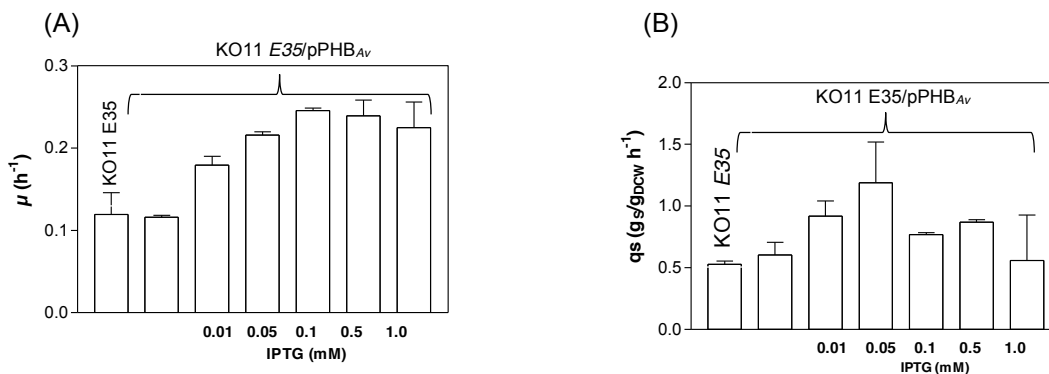 (A)
KO11 E35/pPHBAv
0.3
0.2
0.1
0.0
μ (h-1)
KO11 E35
0.01 0.05 0.1 0.5 1.0
IPTG (mM)
(B)
2.0
1.5
1.0
0.5
0.0
qs (gS/gDCW h-1)
KO11 E35/pPHBAv
KO11 E35
0.01 0.05 0.1 0.5 1.0
IPTG (mM)